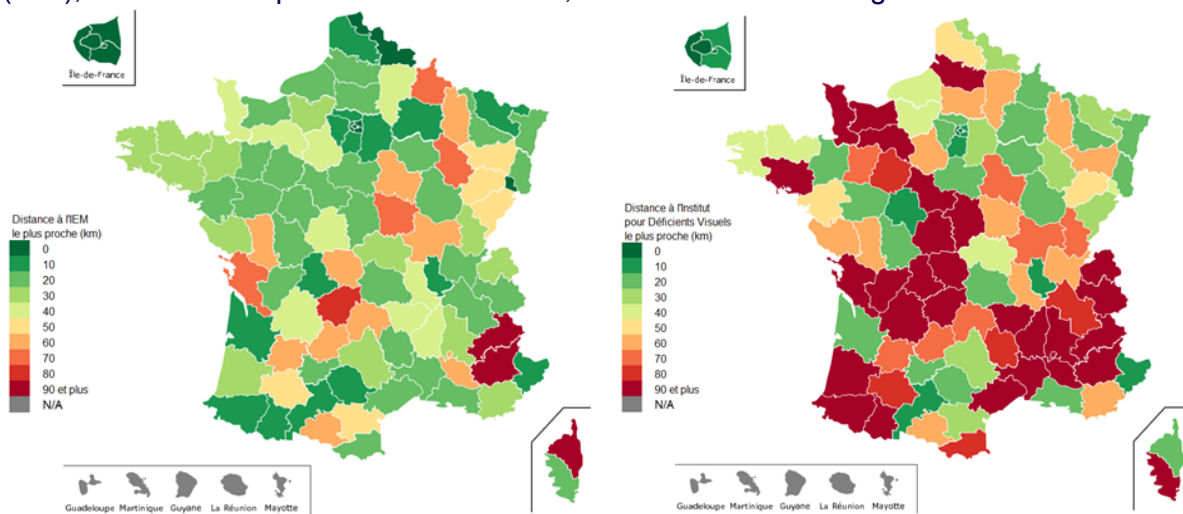 Île-de-France
Distance à l'IEM
le plus proche (km)
0
10
20
30
40
50
60
70
80
90 et plus
N/A
Guadeloupe Martinique Guyane La Réunion Mayotte
Île-de-France
Distance à l'Institut
pour Déficients Visuels
le plus proche (km)
0
10
20
30
40
50
60
70
80
90 et plus
N/A
Guadeloupe Martinique Guyane La Réunion Mayotte